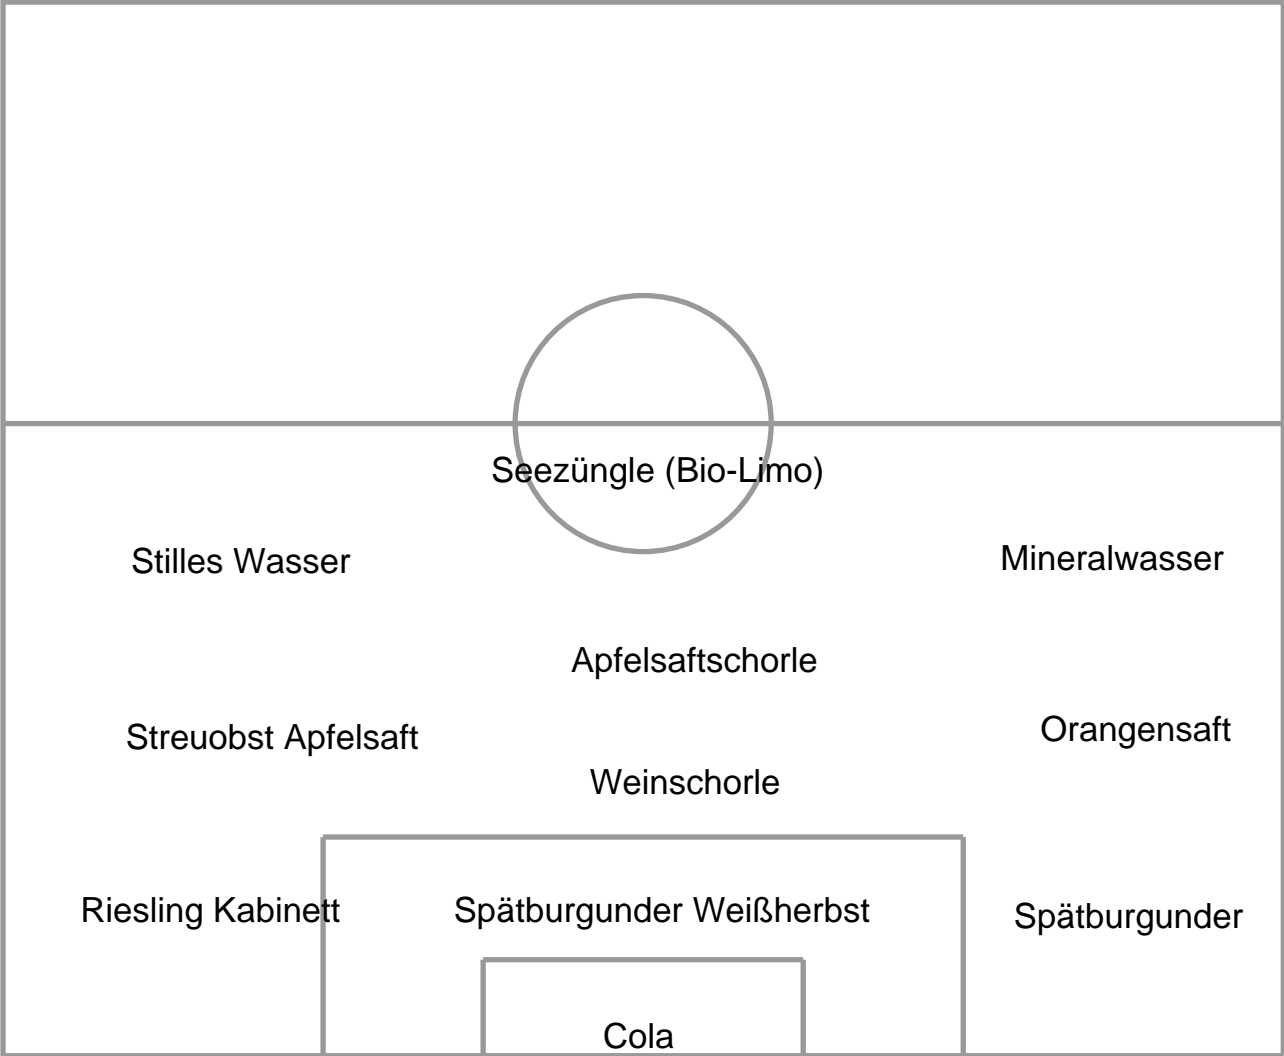 Seezüngle (Bio-Limo)
Stilles Wasser
Mineralwasser
Apfelsaftschorle
Streuobst Apfelsaft
Orangensaft
Weinschorle
Riesling Kabinett
Spätburgunder Weißherbst
Spätburgunder
Cola